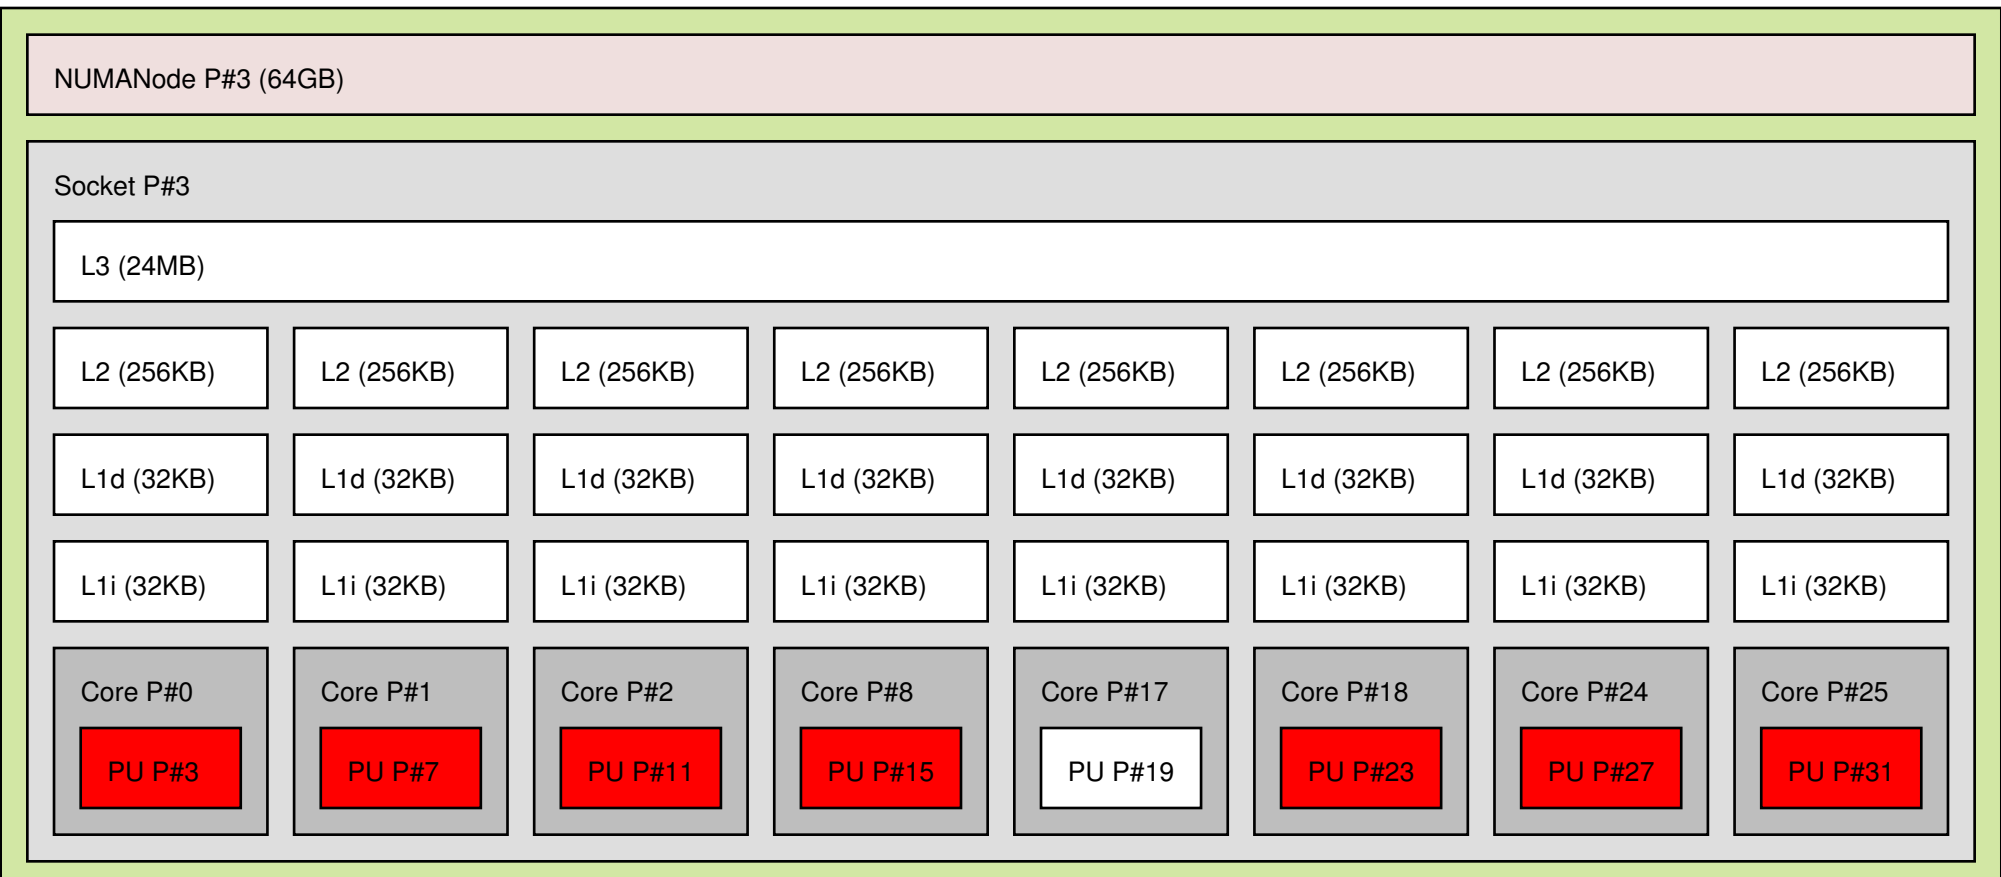 NUMANode P#3 (64GB)
Socket P#3
L3 (24MB)
L2 (256KB) L2 (256KB) L2 (256KB) L2 (256KB) L2 (256KB) L2 (256KB) L2 (256KB) L2 (256KB)
L1d (32KB) L1d (32KB) L1d (32KB) L1d (32KB) L1d (32KB) L1d (32KB) L1d (32KB) L1d (32KB)
L1i (32KB) L1i (32KB) L1i (32KB) L1i (32KB) L1i (32KB) L1i (32KB) L1i (32KB) L1i (32KB)
Core P#0 Core P#1 Core P#2 Core P#8 Core P#17 Core P#18 Core P#24 Core P#25
PU P#3 PU P#7 PU P#11 PU P#15 PU P#19 PU P#23 PU P#27 PU P#31